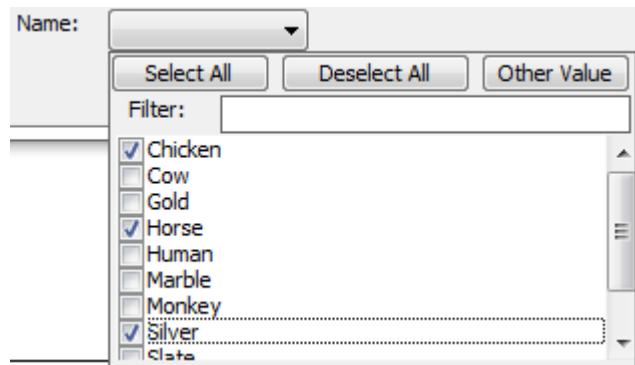 Name:
Select All Deselect All Other Value
Filter:
Chicken
Cow
Gold
Horse
Human
Marble
Monkey
Silver
Slate